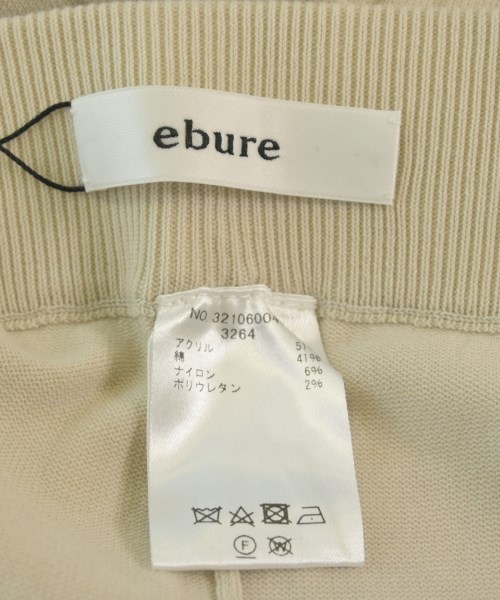 ebure
NO 32106004
3264
アクリル 51
綿 41%
ナイロン 6%
ポリウレタン 2%
F
W